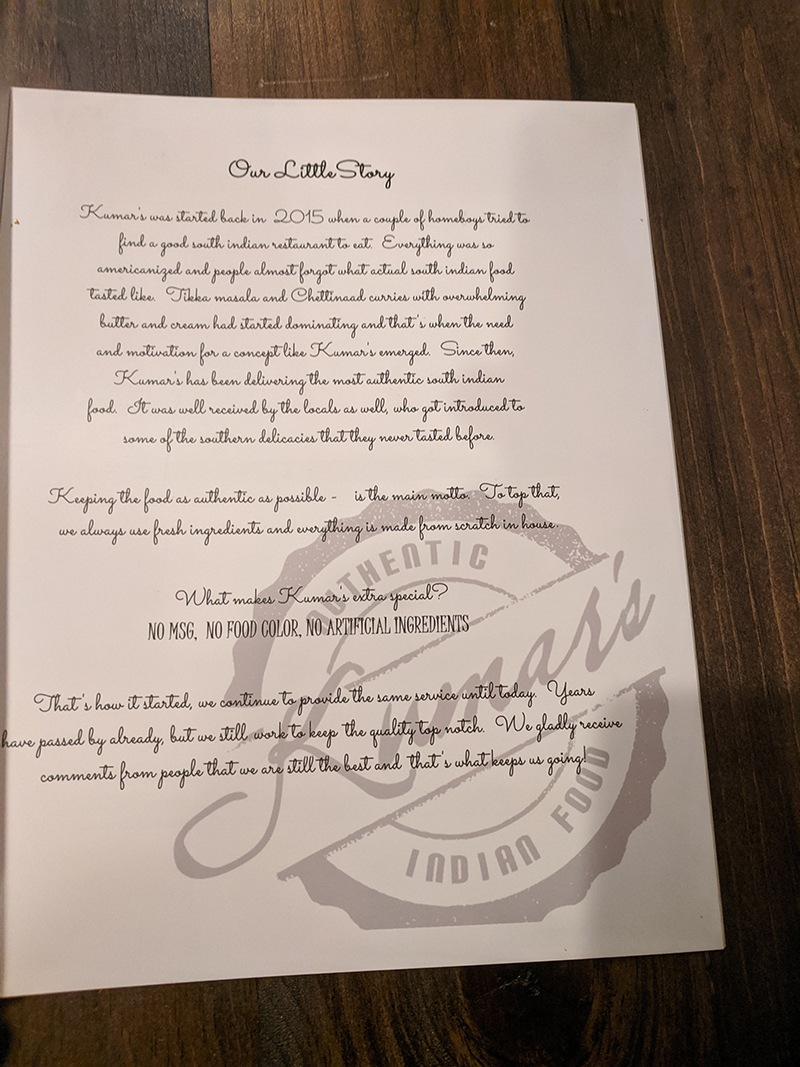 Our Little Story
Kumar's was started back in 2015 when a couple of homeboys tried to
find a good south indian restaurant to eat. Everything was so
americanized and people almost forgot what actual south indian food
tasted like. Tikka masala and Chettinaad curries with overwhelming
butter and cream had started dominating and that's when the need
and motivation for a concept like Kumar's emerged. Since then,
Kumar's has been delivering the most authentic south indian
food. It was well received by the locals as well, who got introduced to
some of the southern delicacies that they never tasted before.
Keeping the food as authentic as possible - is the main motto. To top that,
we always use fresh ingredients and everything is made from scratch in house.
What makes Kumar's extra special?
NO MSG, NO FOOD COLOR, NO ARTIFICIAL INGREDIENTS
That's how it started, we continue to provide the same service until today. Years
have passed by already, but we still work to keep the quality top notch. We gladly receive
comments from people that we are still the best and that's what keeps us going!
AUTHENTIC
Kumar's
INDIAN FOOD